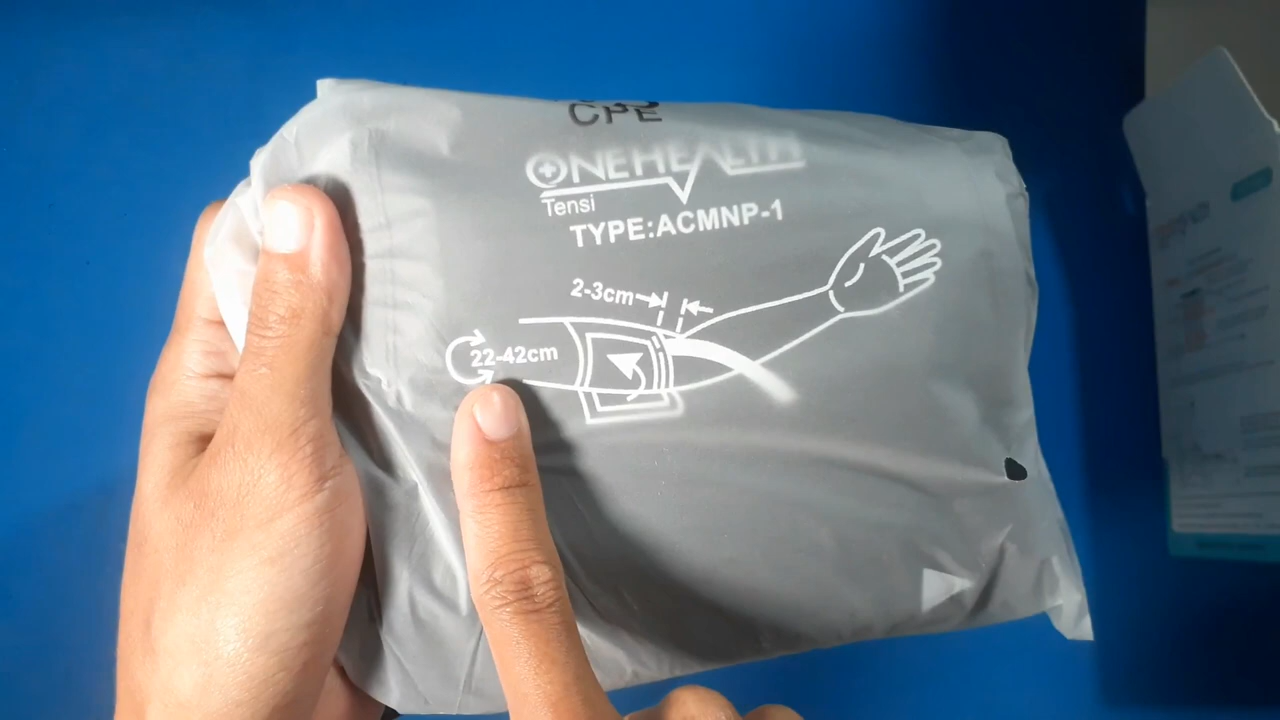 CPE
ONEHEALTH
Tensi
TYPE:ACMNP-1
2-3cm
22-42cm